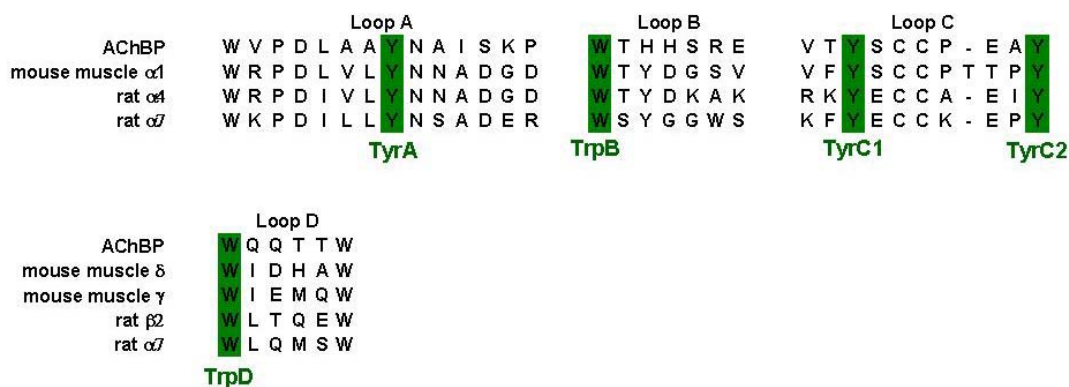 Loop A Loop B Loop C
AChBP W V P D L A A Y N A I S K P W T H H S R E V T Y S C C P - E A Y
mouse muscle α1 W R P D L V L Y N N A D G D W T Y D G S V V F Y S C C P T T P Y
rat α4 W R P D I V L Y N N A D G D W T Y D K A K R K Y E C C A - E I Y
rat α7 W K P D I L L Y N S A D E R W S Y G G W S K F Y E C C K - E P Y
TyrA TrpB TyrC1 TyrC2
Loop D
AChBP W Q Q T T W
mouse muscle δ W I D H A W
mouse muscle γ W I E M Q W
rat β2 W L T Q E W
rat α7 W L Q M S W
TrpD